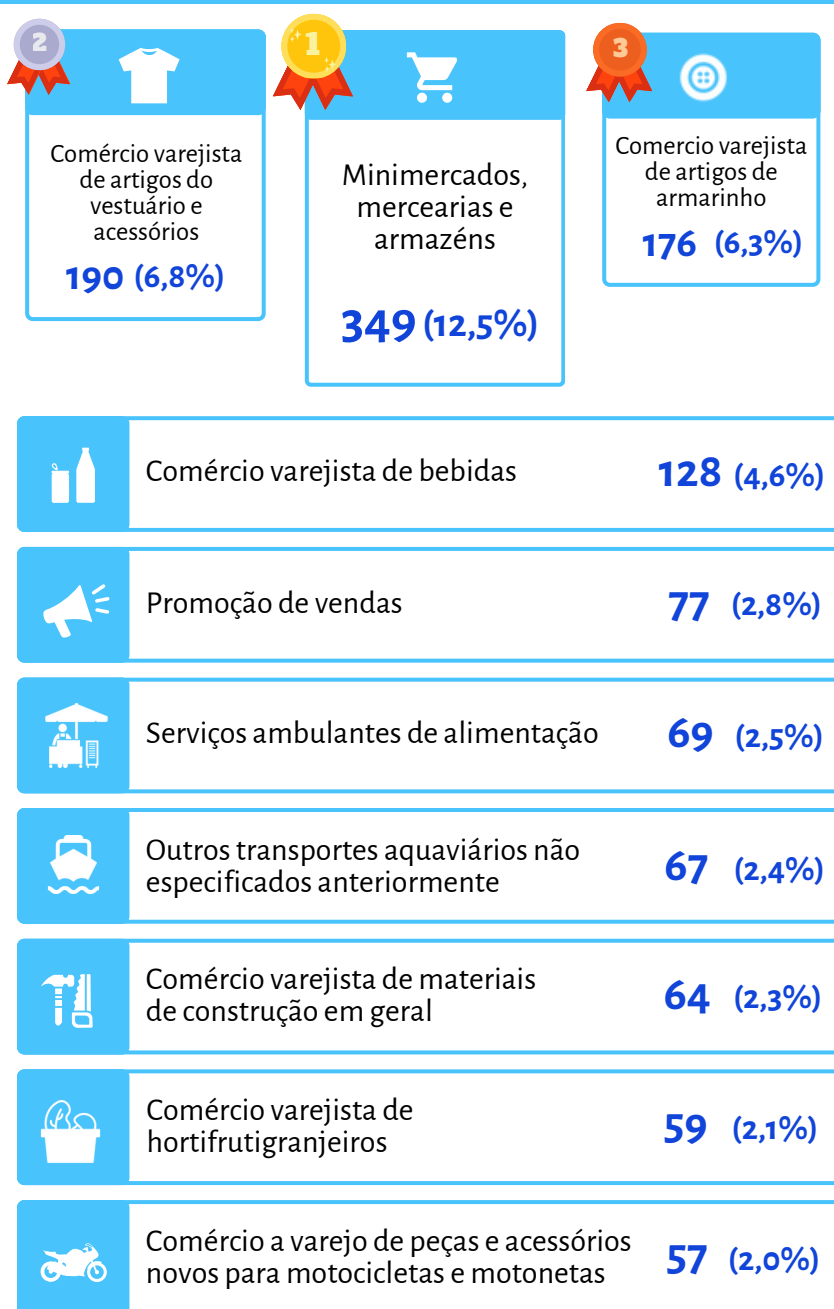 2
Comércio varejista
de artigos do
vestuário e
acessórios
190 (6,8%)
1
Minimercados,
mercearias e
armazéns
349 (12,5%)
3
Comercio varejista
de artigos de
armarinho
176 (6,3%)
Comércio varejista de bebidas
128 (4,6%)
Promoção de vendas
77 (2,8%)
Serviços ambulantes de alimentação
69 (2,5%)
Outros transportes aquaviários não
especificados anteriormente
67 (2,4%)
Comércio varejista de materiais
de construção em geral
64 (2,3%)
Comércio varejista de
hortifrutigranjeiros
59 (2,1%)
Comércio a varejo de peças e acessórios
novos para motocicletas e motonetas
57 (2,0%)